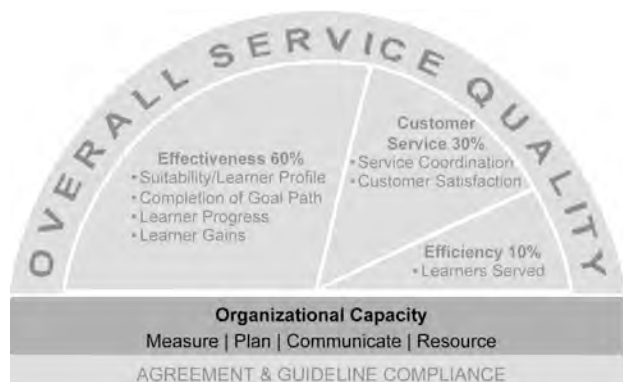 OVERALL SERVICE QUALITY
Effectiveness 60%
• Suitability/Learner Profile
• Completion of Goal Path
• Learner Progress
• Learner Gains
Customer
Service 30%
• Service Coordination
• Customer Satisfaction
Efficiency 10%
• Learners Served
Organizational Capacity
Measure | Plan | Communicate | Resource
AGREEMENT & GUIDELINE COMPLIANCE